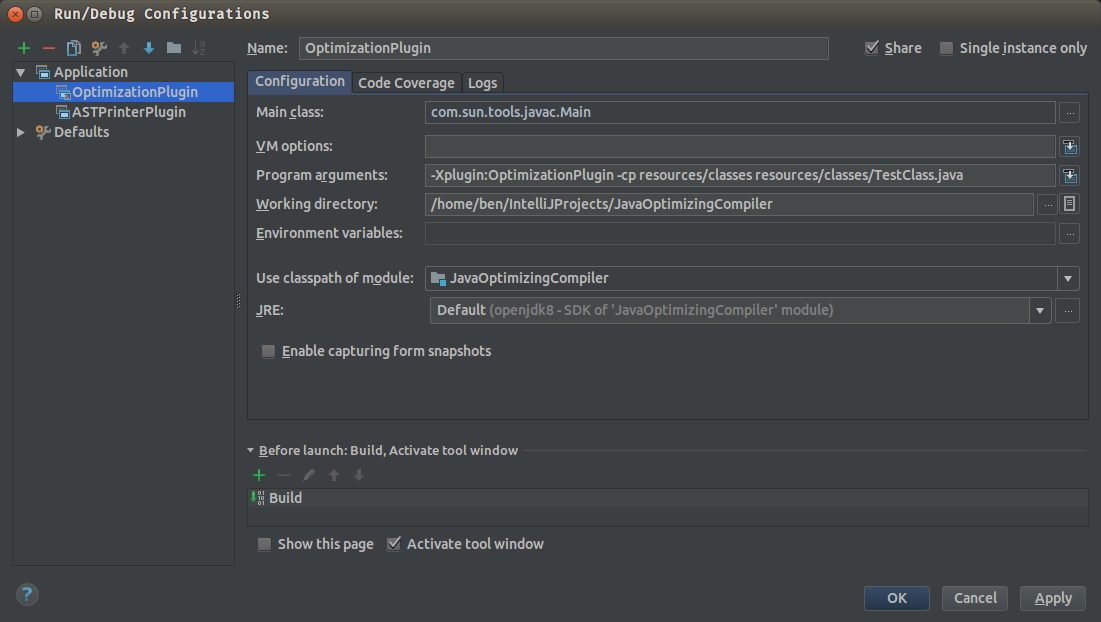 Run/Debug Configurations
Name: OptimizationPlugin Share Single instance only
Application
OptimizationPlugin
ASTPrinterPlugin
Defaults
Configuration Code Coverage Logs
Main class: com.sun.tools.javac.Main ...
VM options:
Program arguments: -Xplugin:OptimizationPlugin -cp resources/classes resources/classes/TestClass.java
Working directory: /home/ben/IntelliJProjects/JavaOptimizingCompiler ...
Environment variables: ...
Use classpath of module: JavaOptimizingCompiler
JRE: Default (openjdk8 - SDK of 'JavaOptimizingCompiler' module) ...
Enable capturing form snapshots
Before launch: Build, Activate tool window
Build
Show this page Activate tool window
? OK Cancel Apply